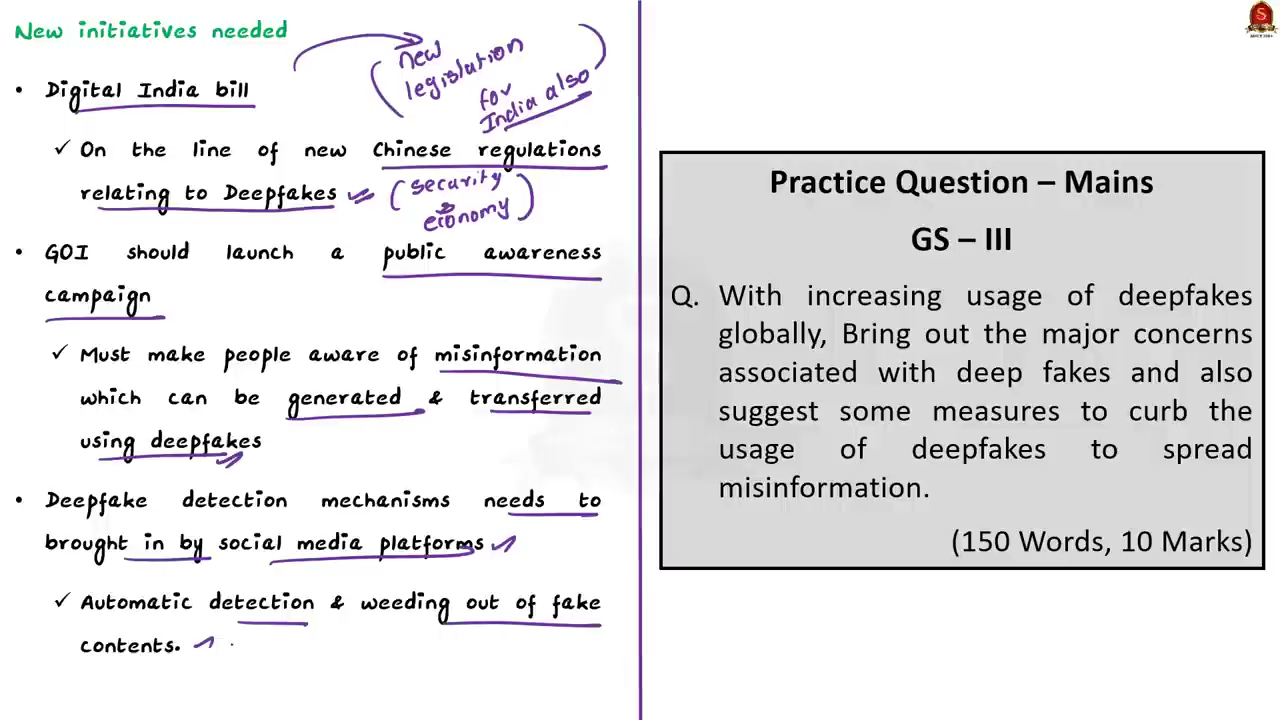 New initiatives needed
• Digital India bill
new
legislation
for
India also
✓ On the line of new Chinese regulations
relating to Deepfakes
(security
&
economy)
• GOI should launch a public awareness
campaign
✓ Must make people aware of misinformation
which can be generated & transferred
using deepfakes
• Deepfake detection mechanisms needs to
brought in by social media platforms
✓ Automatic detection & weeding out of fake
contents.
Practice Question – Mains
GS – III
Q. With increasing usage of deepfakes
globally, Bring out the major concerns
associated with deep fakes and also
suggest some measures to curb the
usage of deepfakes to spread
misinformation.
(150 Words, 10 Marks)